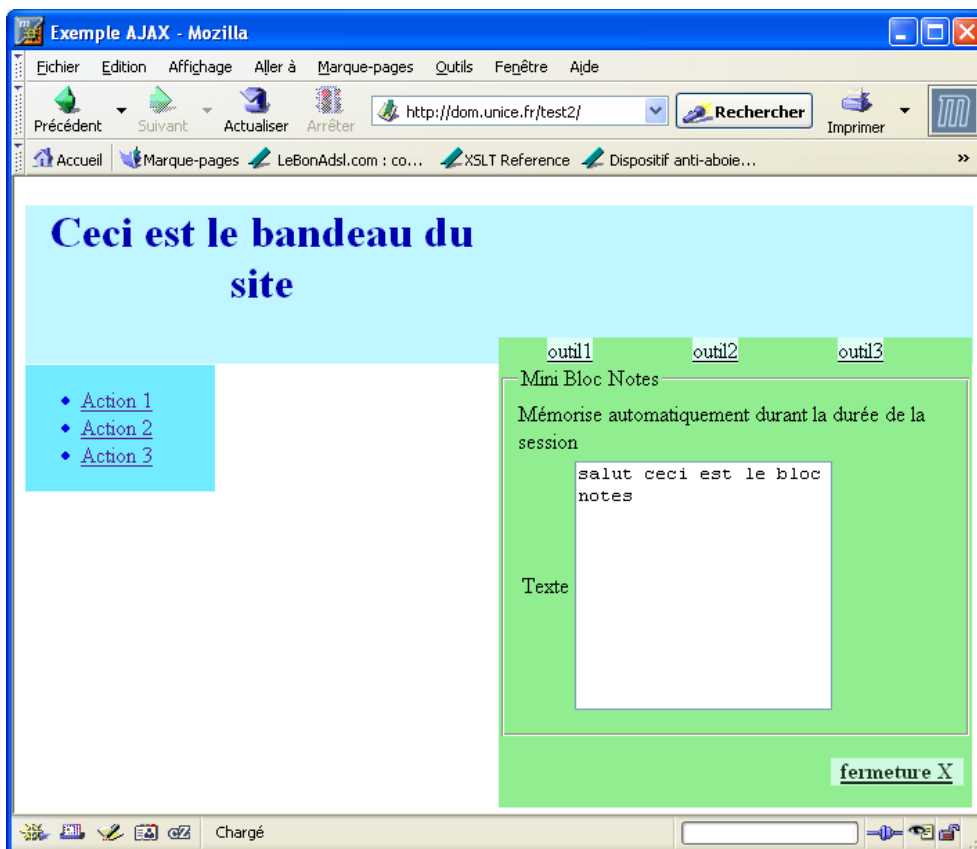 Exemple AJAX - Mozilla
Fichier Edition Affichage Aller à Marque-pages Outils Fenêtre Aide
Précédent Suivant Actualiser Arrêter http://dom.unice.fr/test2/ Rechercher Imprimer
Accueil Marque-pages LeBonAdsl.com : co... XSLT Reference Dispositif anti-aboie... »
Ceci est le bandeau du
site
outil1 outil2 outil3
Mini Bloc Notes
Action 1
Action 2
Action 3
Mémorise automatiquement durant la durée de la
session
salut ceci est le bloc
notes
Texte
fermeture X
Chargé